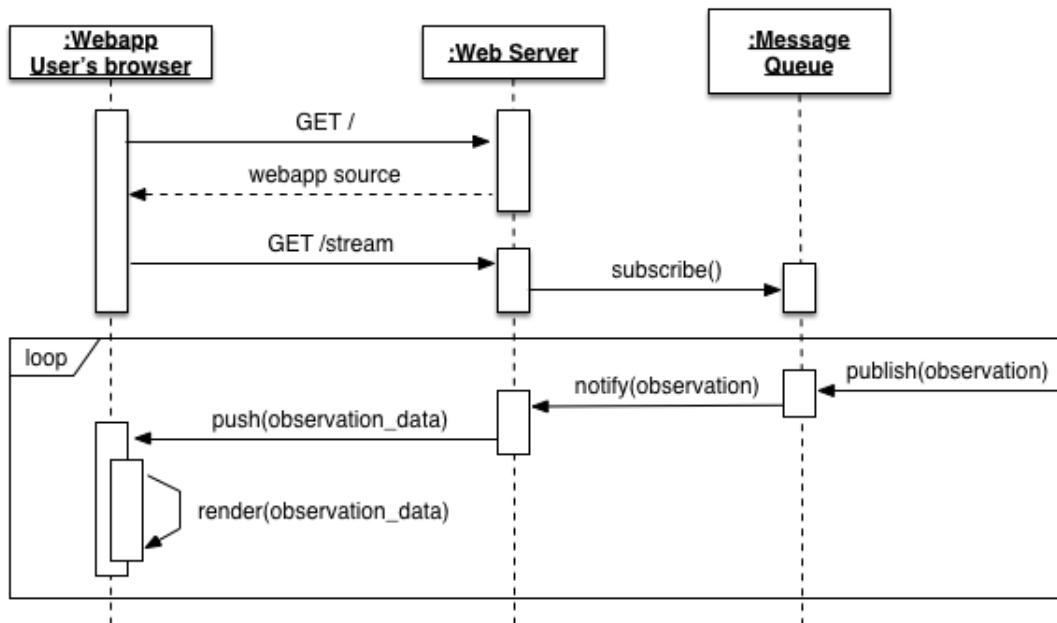 :Webapp
User's browser
:Web Server
:Message
Queue
GET /
webapp source
GET /stream
subscribe()
loop
publish(observation)
notify(observation)
push(observation_data)
render(observation_data)